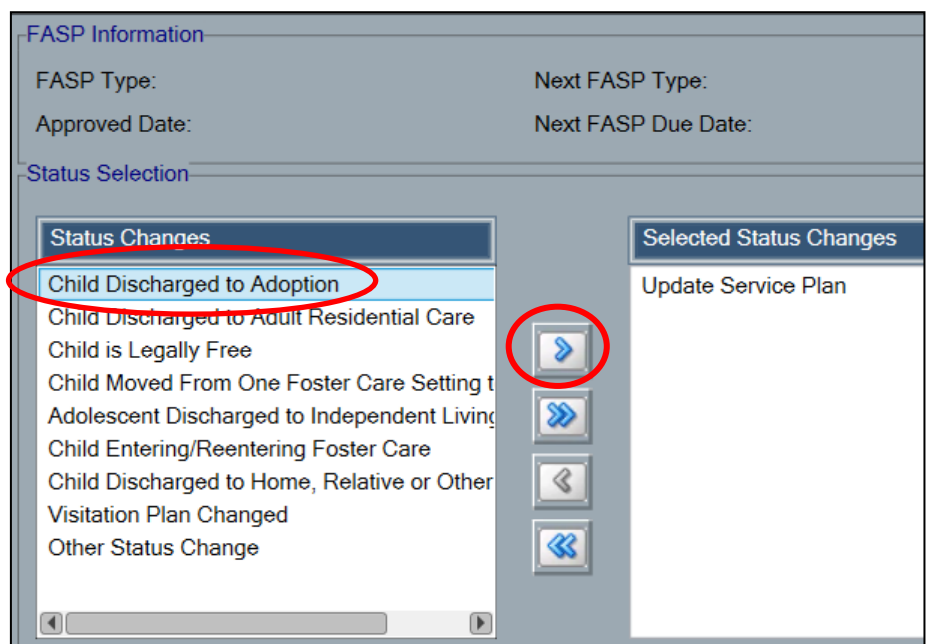 FASP Information
FASP Type:
Next FASP Type:
Approved Date:
Next FASP Due Date:
Status Selection
Status Changes
Child Discharged to Adoption
Child Discharged to Adult Residential Care
Child is Legally Free
Child Moved From One Foster Care Setting t
Adolescent Discharged to Independent Living
Child Entering/Reentering Foster Care
Child Discharged to Home, Relative or Other
Visitation Plan Changed
Other Status Change
Selected Status Changes
Update Service Plan